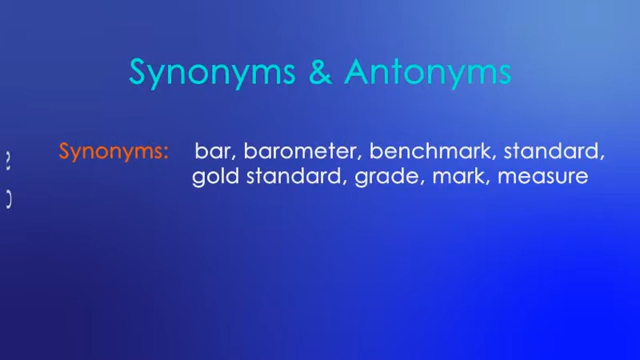 Synonyms & Antonyms
Synonyms: bar, barometer, benchmark, standard,
gold standard, grade, mark, measure